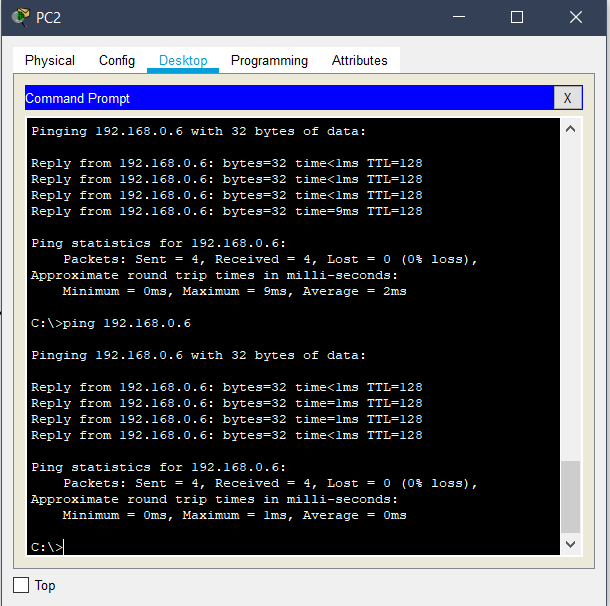 PC2
Physical Config Desktop Programming Attributes
Command Prompt X
Pinging 192.168.0.6 with 32 bytes of data:
Reply from 192.168.0.6: bytes=32 time<1ms TTL=128
Reply from 192.168.0.6: bytes=32 time<1ms TTL=128
Reply from 192.168.0.6: bytes=32 time<1ms TTL=128
Reply from 192.168.0.6: bytes=32 time=9ms TTL=128
Ping statistics for 192.168.0.6:
Packets: Sent = 4, Received = 4, Lost = 0 (0% loss),
Approximate round trip times in milli-seconds:
Minimum = 0ms, Maximum = 9ms, Average = 2ms
C:\>ping 192.168.0.6
Pinging 192.168.0.6 with 32 bytes of data:
Reply from 192.168.0.6: bytes=32 time<1ms TTL=128
Reply from 192.168.0.6: bytes=32 time=1ms TTL=128
Reply from 192.168.0.6: bytes=32 time=1ms TTL=128
Reply from 192.168.0.6: bytes=32 time<1ms TTL=128
Ping statistics for 192.168.0.6:
Packets: Sent = 4, Received = 4, Lost = 0 (0% loss),
Approximate round trip times in milli-seconds:
Minimum = 0ms, Maximum = 1ms, Average = 0ms
C:\>
Top